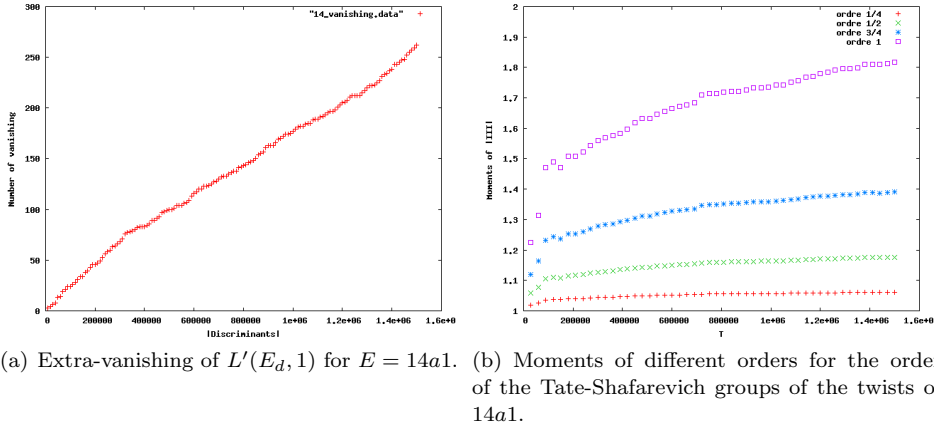 300
250
200
150
100
50
0
0
200000
400000
600000
800000
1e+06
1.2e+06
1.4e+06
1.6e+06
Number of vanishing
|Discriminants|
"14_vanishing.data"
2
1.9
1.8
1.7
1.6
1.5
1.4
1.3
1.2
1.1
1
0
200000
400000
600000
800000
1e+06
1.2e+06
1.4e+06
1.6e+06
Moments of |III|
T
ordre 1/4
ordre 1/2
ordre 3/4
ordre 1
(a) Extra-vanishing of L′(E_d, 1) for E = 14a1.
(b) Moments of different orders for the orde
of the Tate-Shafarevich groups of the twists o
14a1.